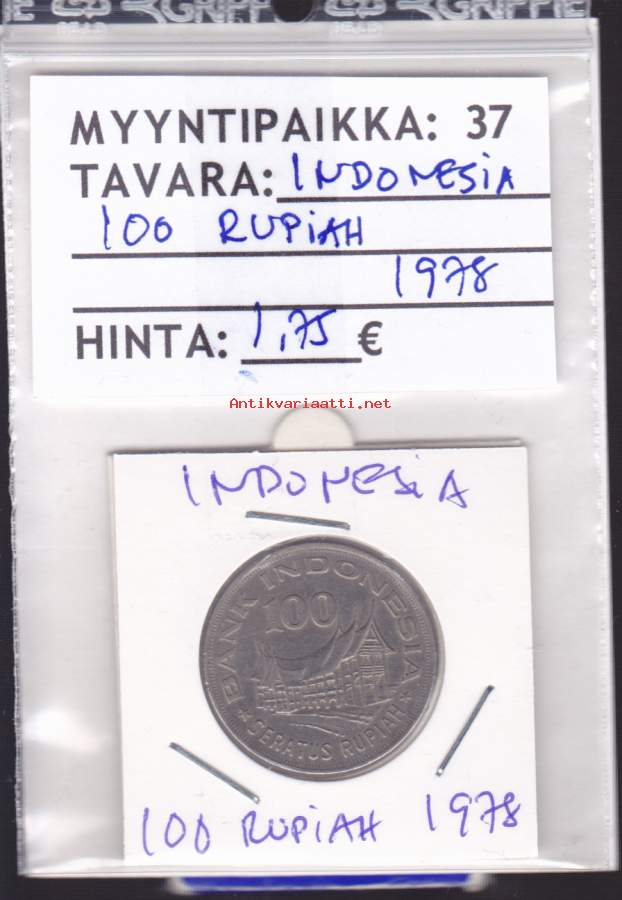 GRIFFIE
MYYNTIPAIKKA: 37
TAVARA: INDONESIA
100 RUPIAH
1978
HINTA: 1,75 €
Antikvariaatti.net
INDONESIA
BANK INDONESIA
100
SERATUS RUPIAH
100 RUPIAH 1978